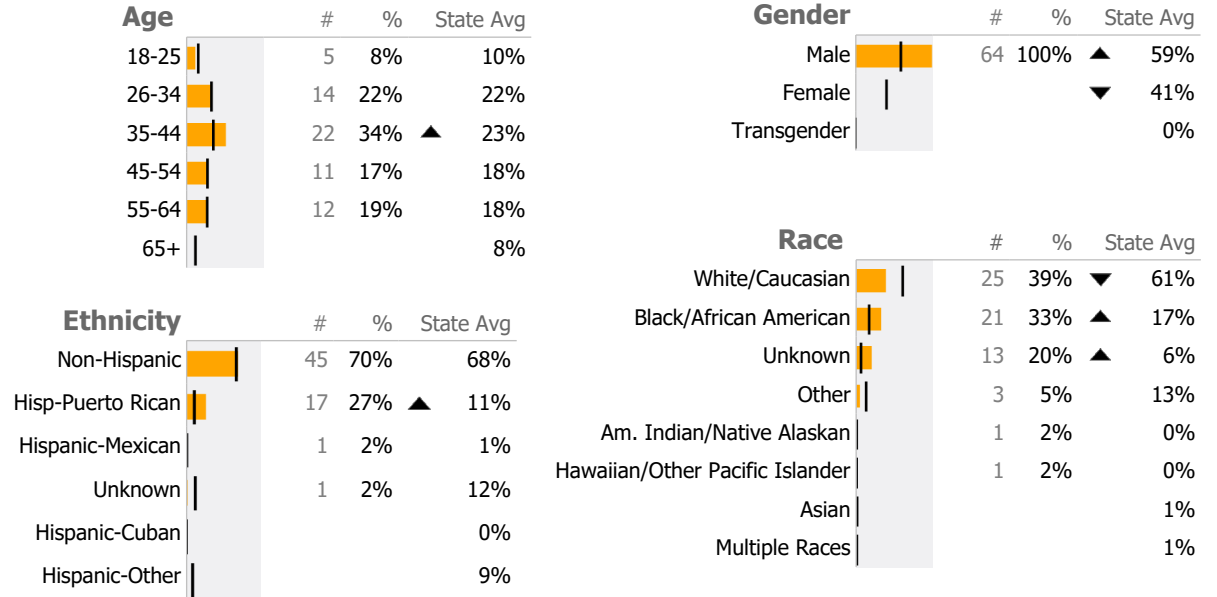 Age # % State Avg
18-25 5 8% 10%
26-34 14 22% 22%
35-44 22 34% ▲ 23%
45-54 11 17% 18%
55-64 12 19% 18%
65+ 8%
Ethnicity # % State Avg
Non-Hispanic 45 70% 68%
Hisp-Puerto Rican 17 27% ▲ 11%
Hispanic-Mexican 1 2% 1%
Unknown 1 2% 12%
Hispanic-Cuban 0%
Hispanic-Other 9%
Gender # % State Avg
Male 64 100% ▲ 59%
Female ▼ 41%
Transgender 0%
Race # % State Avg
White/Caucasian 25 39% ▼ 61%
Black/African American 21 33% ▲ 17%
Unknown 13 20% ▲ 6%
Other 3 5% 13%
Am. Indian/Native Alaskan 1 2% 0%
Hawaiian/Other Pacific Islander 1 2% 0%
Asian 1%
Multiple Races 1%